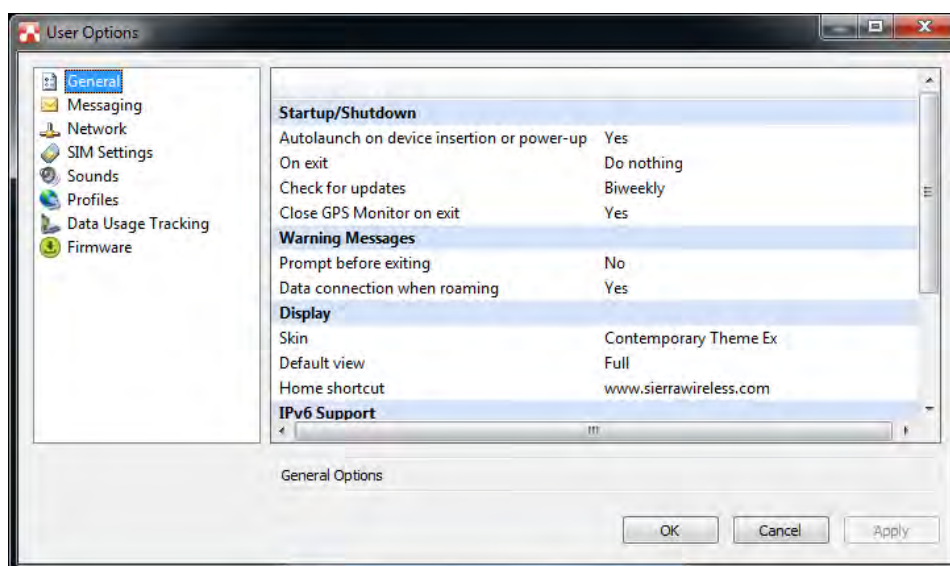 User Options
General
Messaging
Network
SIM Settings
Sounds
Profiles
Data Usage Tracking
Firmware
Startup/Shutdown
Autolaunch on device insertion or power-up Yes
On exit Do nothing
Check for updates Biweekly
Close GPS Monitor on exit Yes
Warning Messages
Prompt before exiting No
Data connection when roaming Yes
Display
Skin Contemporary Theme Ex
Default view Full
Home shortcut www.sierrawireless.com
IPv6 Support
General Options
OK Cancel Apply